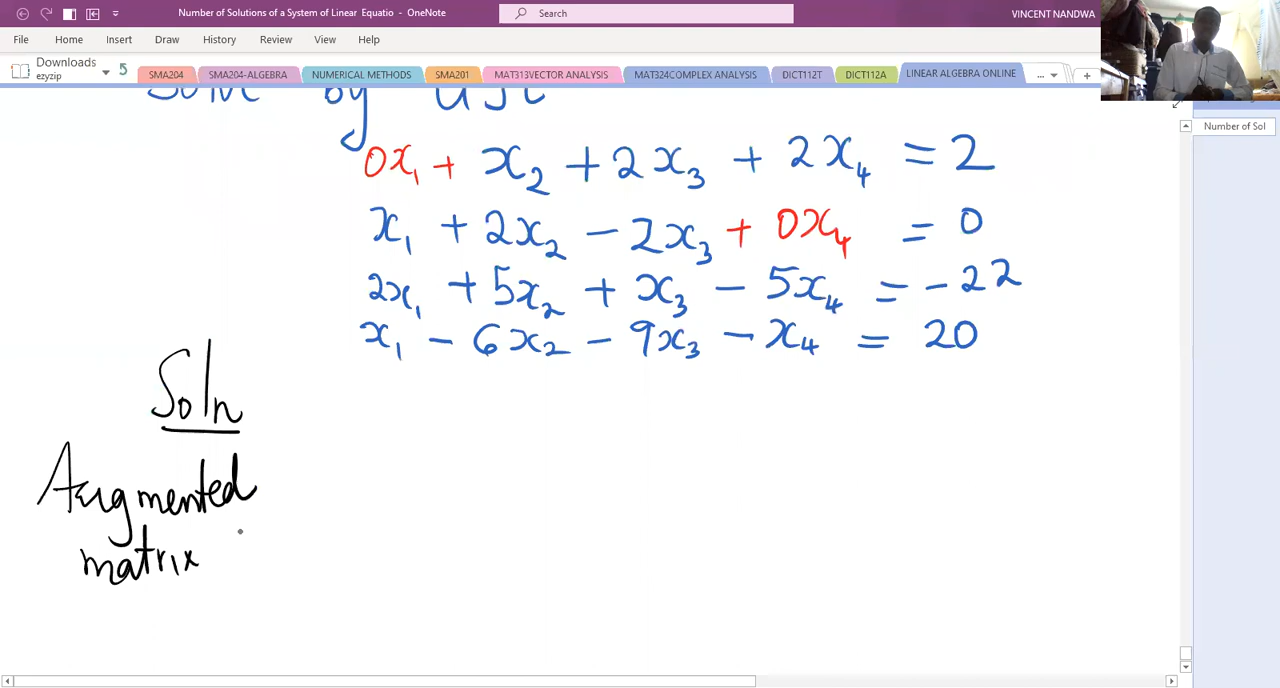 Number of Solutions of a System of Linear Equatio - OneNote
Search
VINCENT NANDWA
File Home Insert Draw History Review View Help
Downloads
ezyzip
SMA204 SMA204-ALGEBRA NUMERICAL METHODS SMA201 MAT313VECTOR ANALYSIS MAT324COMPLEX ANALYSIS DICT112T DICT112A LINEAR ALGEBRA ONLINE ... +
Number of Sol
Solve by GJE
0x₁ + x₂ + 2x₃ + 2x₄ = 2
x₁ + 2x₂ - 2x₃ + 0x₄ = 0
2x₁ + 5x₂ + x₃ - 5x₄ = -22
x₁ - 6x₂ - 9x₃ - x₄ = 20
Soln
Augmented
matrix